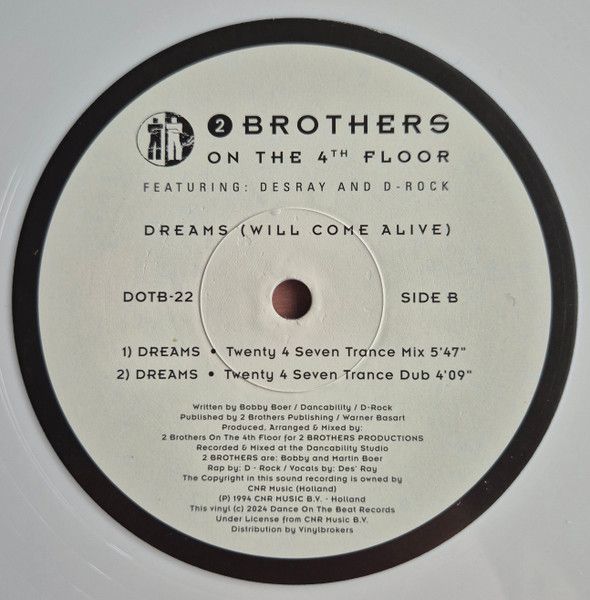 2 BROTHERS
ON THE 4TH FLOOR
FEATURING: DESRAY AND D-ROCK
DREAMS (WILL COME ALIVE)
DOTB-22 SIDE B
1) DREAMS • Twenty 4 Seven Trance Mix 5'47"
2) DREAMS • Twenty 4 Seven Trance Dub 4'09"
Written by Bobby Boer / Dancability / D-Rock
Published by 2 Brothers Publishing / Warner Basart
Produced, Arranged & Mixed by:
2 Brothers On The 4th Floor for 2 BROTHERS PRODUCTIONS
Recorded & Mixed at the Dancability Studio
2 BROTHERS are: Bobby and Martin Boer
Rap by: D - Rock / Vocals by: Des' Ray
The Copyright in this sound recording is owned by
CNR Music (Holland)
(P) 1994 CNR MUSIC B.V. - Holland
This vinyl (c) 2024 Dance On The Beat Records
Under License from CNR Music B.V.
Distribution by Vinylbrokers